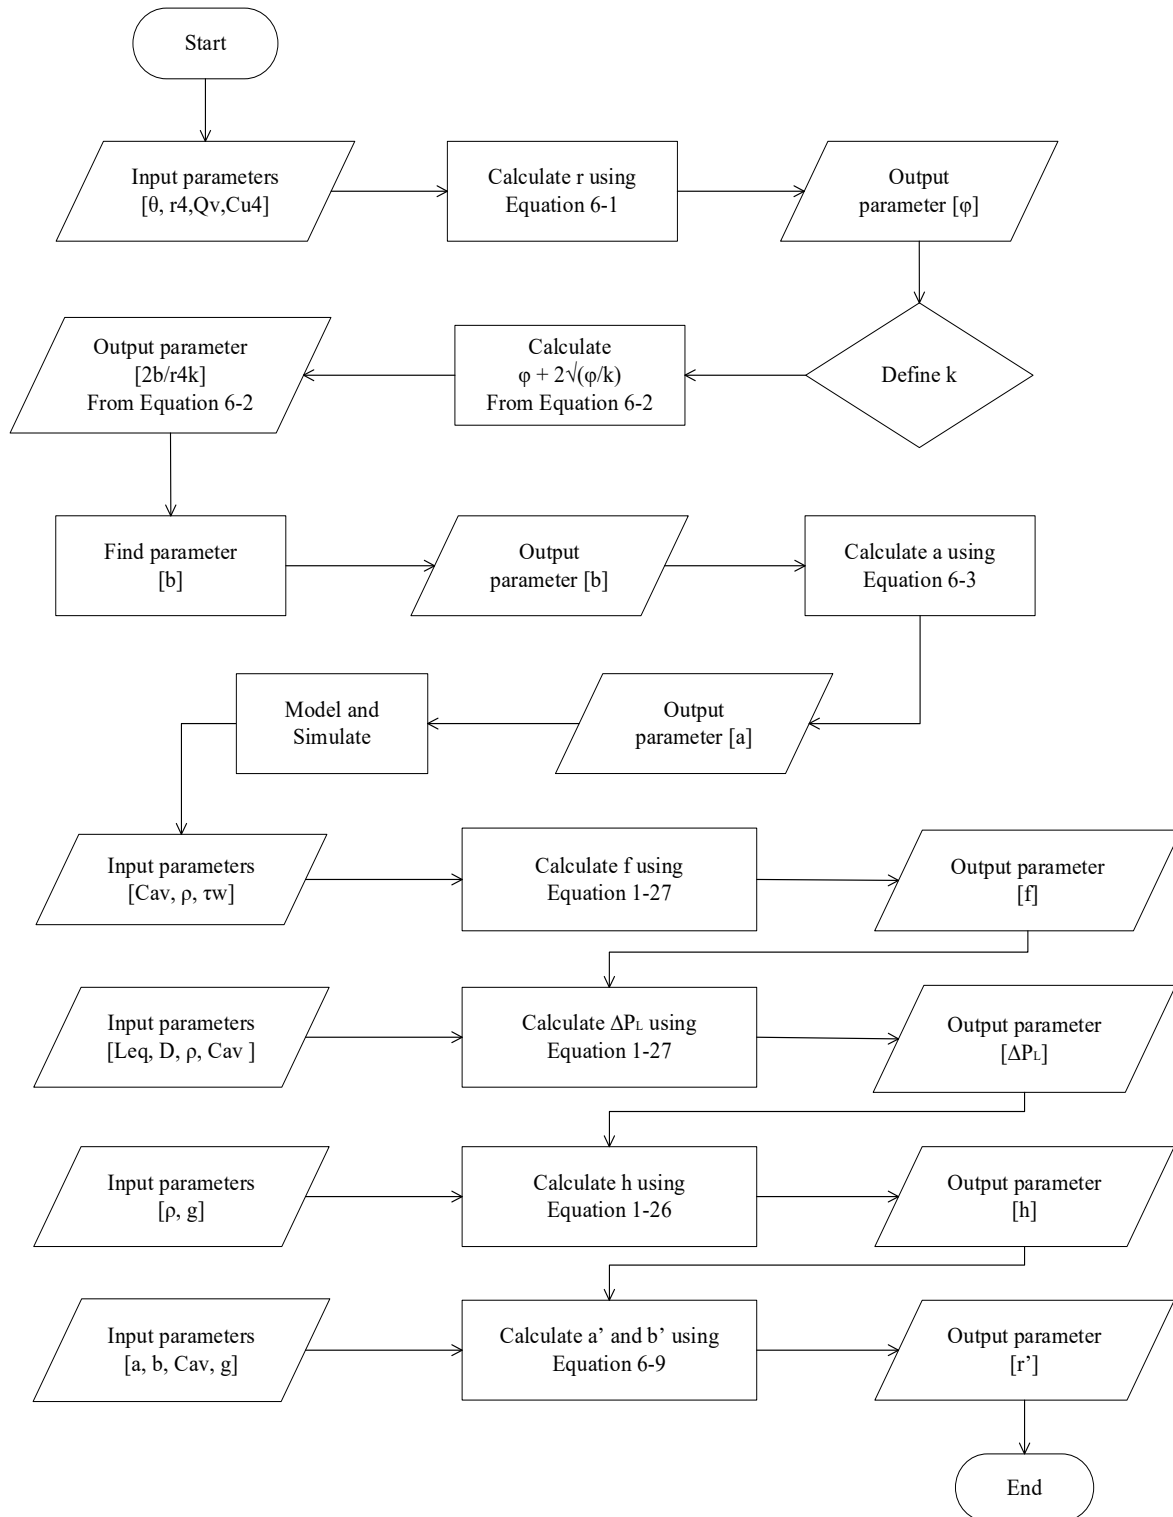 Start
Input parameters
[θ, r4,Qv,Cu4]
Calculate r using
Equation 6-1
Output
parameter [φ]
Output parameter
[2b/r4k]
From Equation 6-2
Calculate
φ + 2√(φ/k)
From Equation 6-2
Define k
Find parameter
[b]
Output
parameter [b]
Calculate a using
Equation 6-3
Model and
Simulate
Output
parameter [a]
Input parameters
[Cav, ρ, τw]
Calculate f using
Equation 1-27
Output parameter
[f]
Input parameters
[Leq, D, ρ, Cav ]
Calculate ΔPL using
Equation 1-27
Output parameter
[ΔPL]
Input parameters
[ρ, g]
Calculate h using
Equation 1-26
Output parameter
[h]
Input parameters
[a, b, Cav, g]
Calculate a’ and b’ using
Equation 6-9
Output parameter
[r’]
End